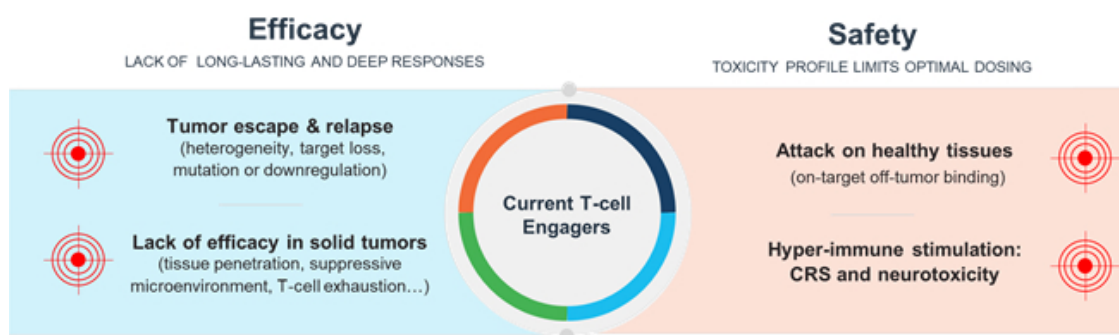 Efficacy
LACK OF LONG-LASTING AND DEEP RESPONSES
Tumor escape & relapse
(heterogeneity, target loss,
mutation or downregulation)
Lack of efficacy in solid tumors
(tissue penetration, suppressive
microenvironment, T-cell exhaustion…)
Current T-cell
Engagers
Safety
TOXICITY PROFILE LIMITS OPTIMAL DOSING
Attack on healthy tissues
(on-target off-tumor binding)
Hyper-immune stimulation:
CRS and neurotoxicity